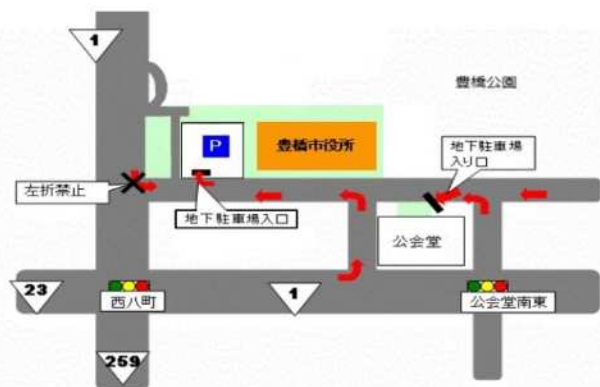 1
豊橋公園
P
豊橋市役所
地下駐車場
入り口
左折禁止
地下駐車場入口
公会堂
23
西八町
1
公会堂南東
259